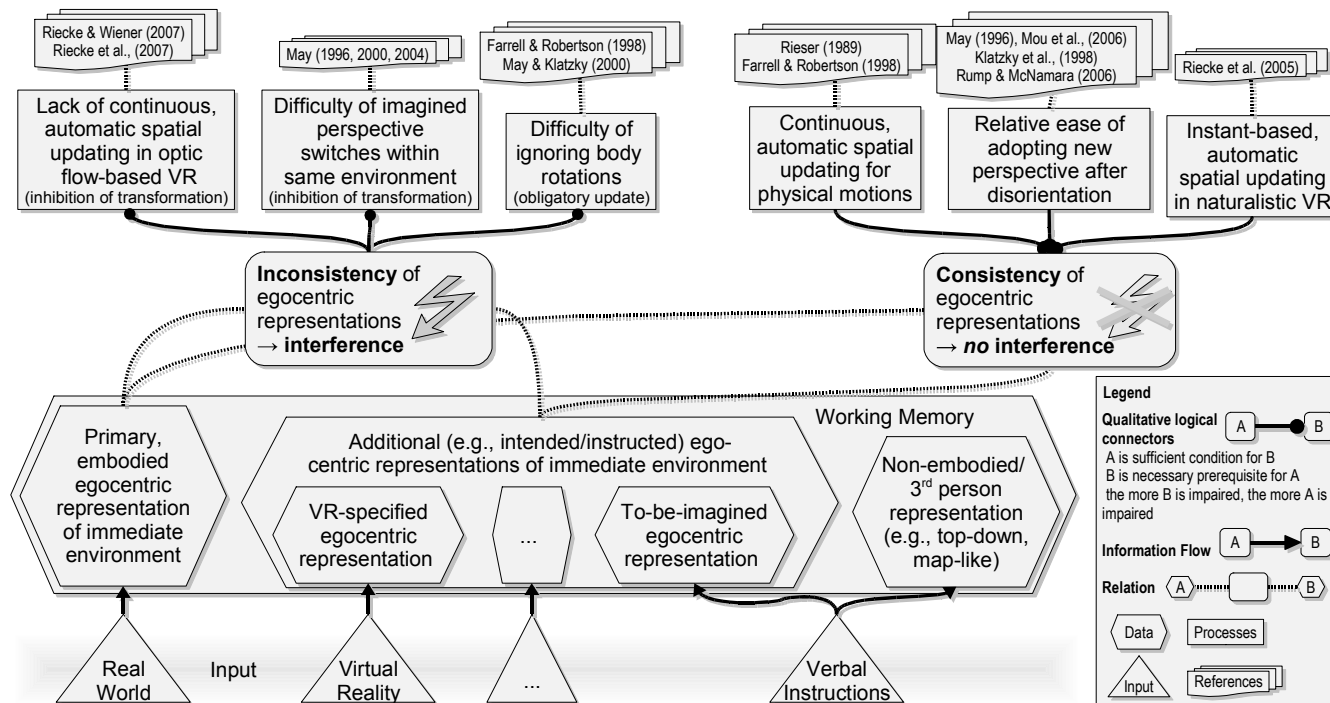 Riecke & Wiener (2007)
Riecke et al., (2007)
May (1996, 2000, 2004)
Farrell & Robertson (1998)
May & Klatzky (2000)
Rieser (1989)
Farrell & Robertson (1998)
May (1996), Mou et al., (2006)
Klatzky et al., (1998)
Rump & McNamara (2006)
Riecke et al. (2005)
Lack of continuous,
automatic spatial
updating in optic
flow-based VR
(inhibition of transformation)
Difficulty of imagined
perspective
switches within
same environment
(inhibition of transformation)
Difficulty of
ignoring body
rotations
(obligatory update)
Continuous,
automatic spatial
updating for
physical motions
Relative ease of
adopting new
perspective after
disorientation
Instant-based,
automatic
spatial updating
in naturalistic VR
Inconsistency of
egocentric
representations
→ interference
Consistency of
egocentric
representations
→ no interference
Working Memory
Primary,
embodied
egocentric
representation
of immediate
environment
Additional (e.g., intended/instructed) ego-
centric representations of immediate environment
VR-specified
egocentric
representation
...
To-be-imagined
egocentric
representation
Non-embodied/
3rd person
representation
(e.g., top-down,
map-like)
Real
World
Input
Virtual
Reality
...
Verbal
Instructions
Legend
Qualitative logical
connectors
A
B
A is sufficient condition for B
B is necessary prerequisite for A
the more B is impaired, the more A is
impaired
Information Flow
A
B
Relation
A
B
Data
Processes
Input
References